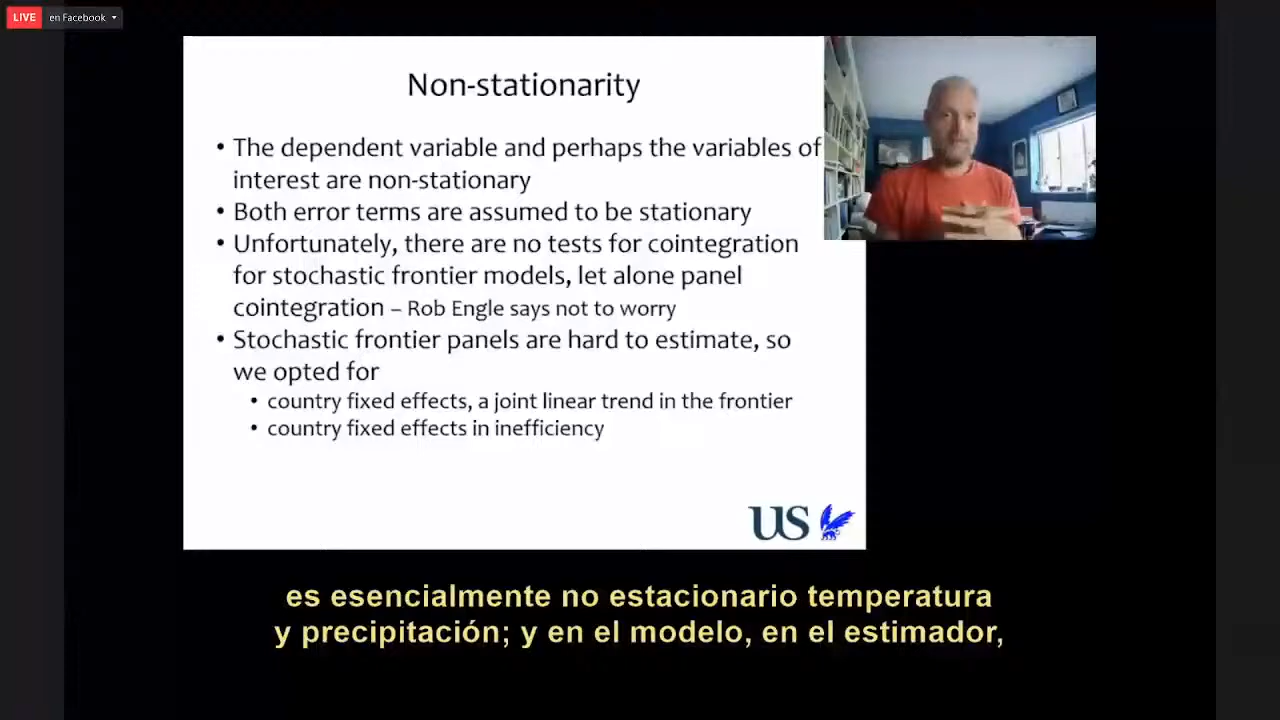 LIVE en Facebook
Non-stationarity
• The dependent variable and perhaps the variables of
interest are non-stationary
• Both error terms are assumed to be stationary
• Unfortunately, there are no tests for cointegration
for stochastic frontier models, let alone panel
cointegration – Rob Engle says not to worry
• Stochastic frontier panels are hard to estimate, so
we opted for
• country fixed effects, a joint linear trend in the frontier
• country fixed effects in inefficiency
US
es esencialmente no estacionario temperatura
y precipitación; y en el modelo, en el estimador,